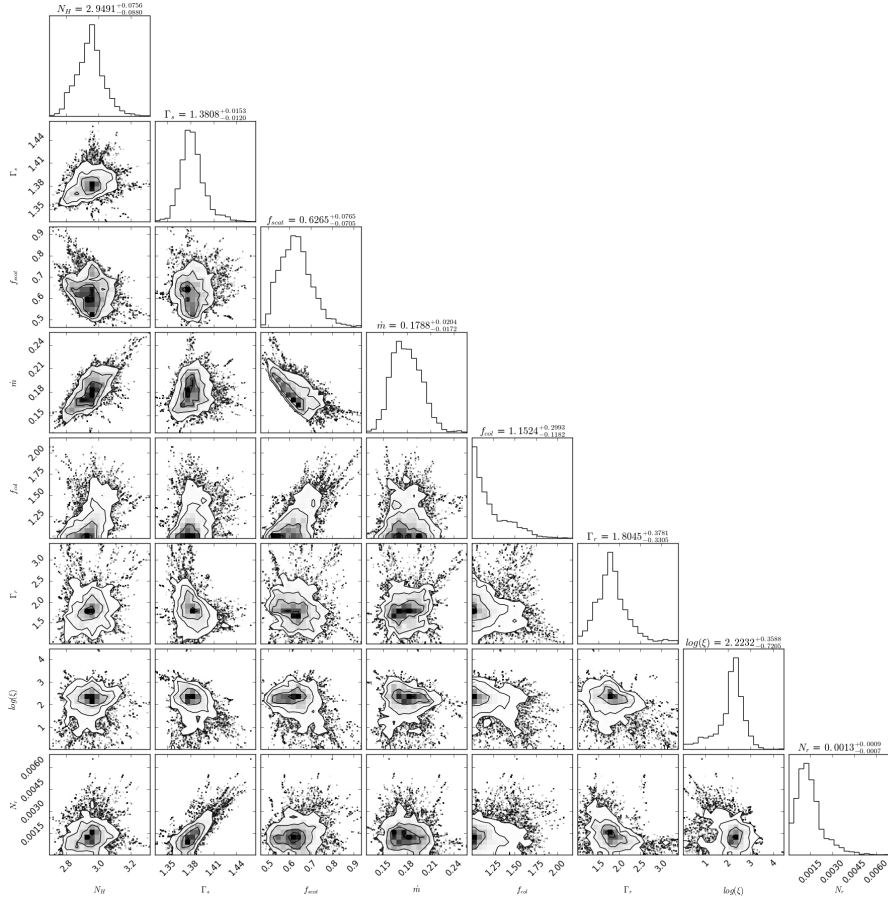 N_H = 2.9491^{+0.0756}_{-0.0880}
Γ_s = 1.3808^{+0.0153}_{-0.0120}
Γ_s
1.44
1.41
1.38
1.35
f_scat = 0.6265^{+0.0765}_{-0.0705}
f_scat
0.9
0.8
0.7
0.6
0.5
ṁ = 0.1788^{+0.0204}_{-0.0172}
ṁ
0.24
0.21
0.18
0.15
f_col = 1.1524^{+0.2993}_{-0.1182}
f_col
2.00
1.75
1.50
1.25
Γ_r = 1.8045^{+0.3781}_{-0.3305}
Γ_r
3.0
2.5
2.0
1.5
log(ξ) = 2.2232^{+0.3588}_{-0.7205}
log(ξ)
4
3
2
1
N_r = 0.0013^{+0.0009}_{-0.0007}
N_r
0.0060
0.0045
0.0030
0.0015
2.8 3.0 3.2 1.35 1.38 1.41 1.44 0.5 0.6 0.7 0.8 0.9 0.15 0.18 0.21 0.24 1.25 1.50 1.75 2.00 1.5 2.0 2.5 3.0 1 2 3 4 0.0015 0.0030 0.0045 0.0060
N_H Γ_s f_scat ṁ f_col Γ_r log(ξ) N_r